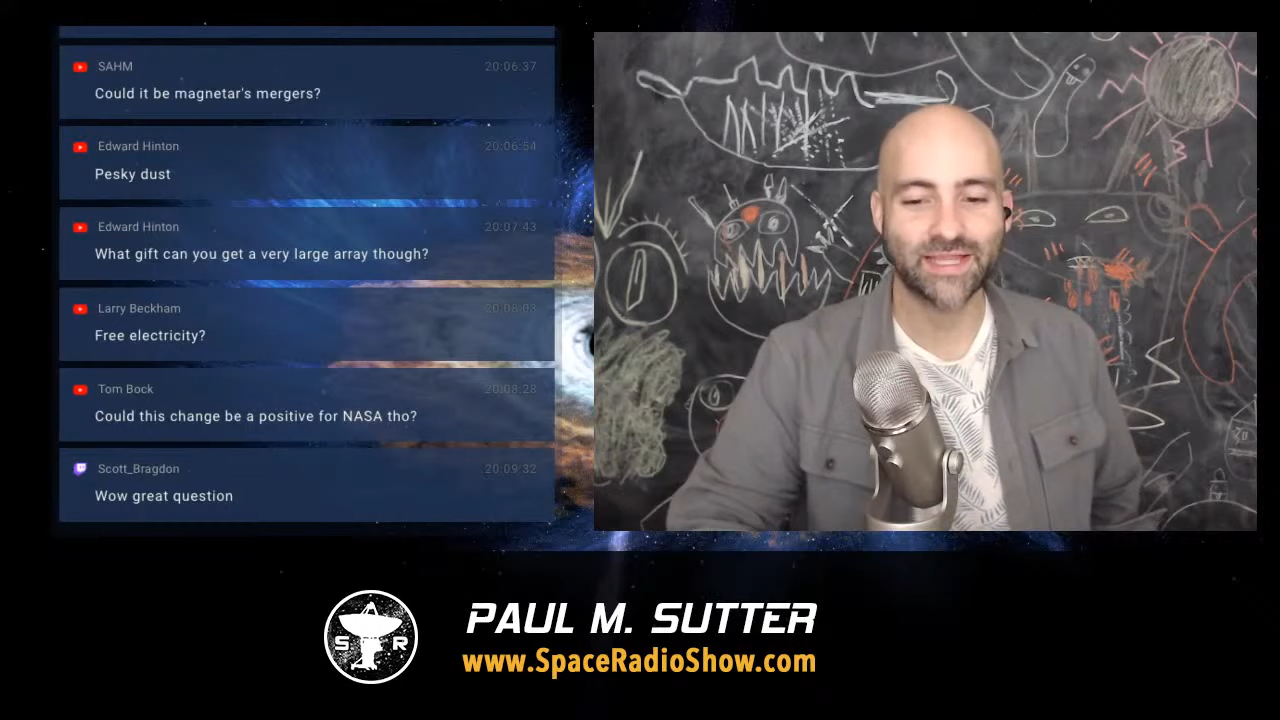 SAHM 20:06:37
Could it be magnetar's mergers?
Edward Hinton 20:06:54
Pesky dust
Edward Hinton 20:07:43
What gift can you get a very large array though?
Larry Beckham 20:08:03
Free electricity?
Tom Bock 20:08:28
Could this change be a positive for NASA tho?
Scott_Bragdon 20:09:32
Wow great question
S R
PAUL M. SUTTER
www.SpaceRadioShow.com